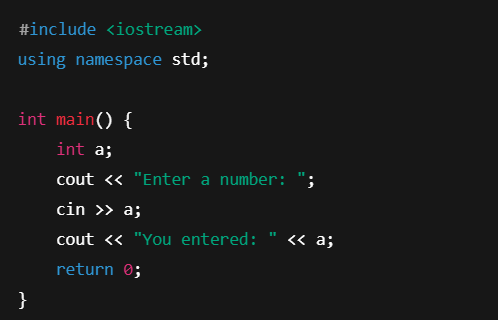 #include <iostream>
using namespace std;
int main() {
    int a;
    cout << "Enter a number: ";
    cin >> a;
    cout << "You entered: " << a;
    return 0;
}